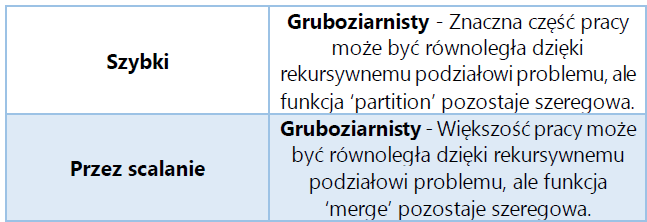 Szybki
Gruboziarnisty - Znaczna część pracy
może być równoległa dzięki
rekursywnemu podziałowi problemu, ale
funkcja ‘partition’ pozostaje szeregowa.
Przez scalanie
Gruboziarnisty - Większość pracy może
być równoległa dzięki rekursywnemu
podziałowi problemu, ale funkcja
‘merge’ pozostaje szeregowa.